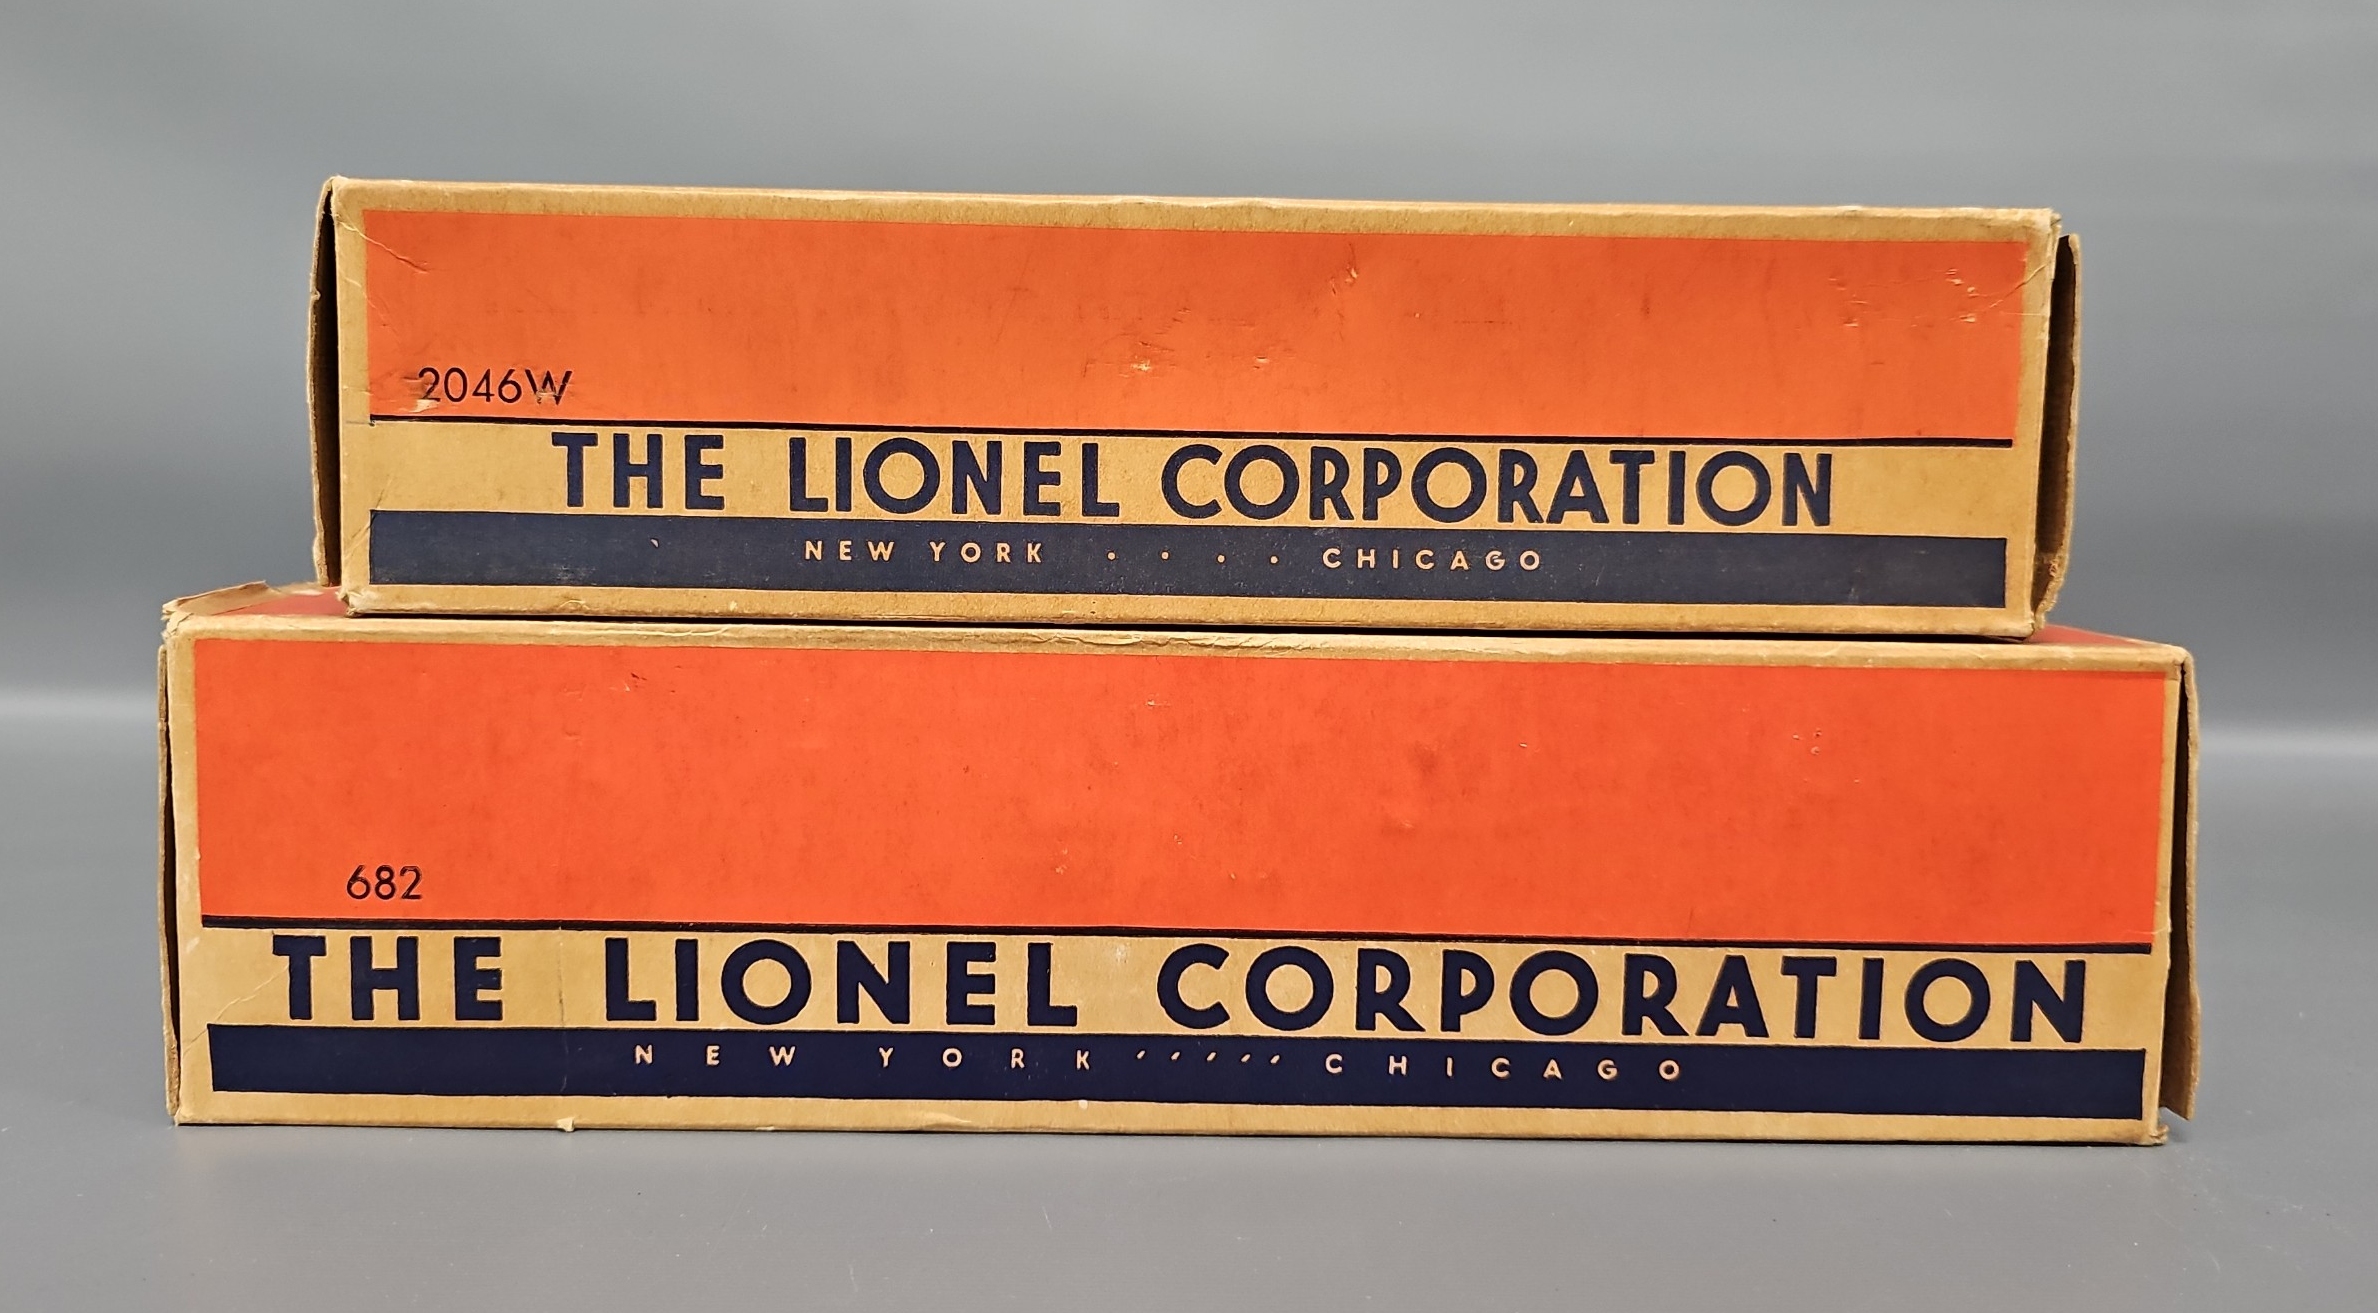 2046W
THE LIONEL CORPORATION
NEW YORK .... CHICAGO
682
THE LIONEL CORPORATION
NEW YORK ′′′′′ CHICAGO